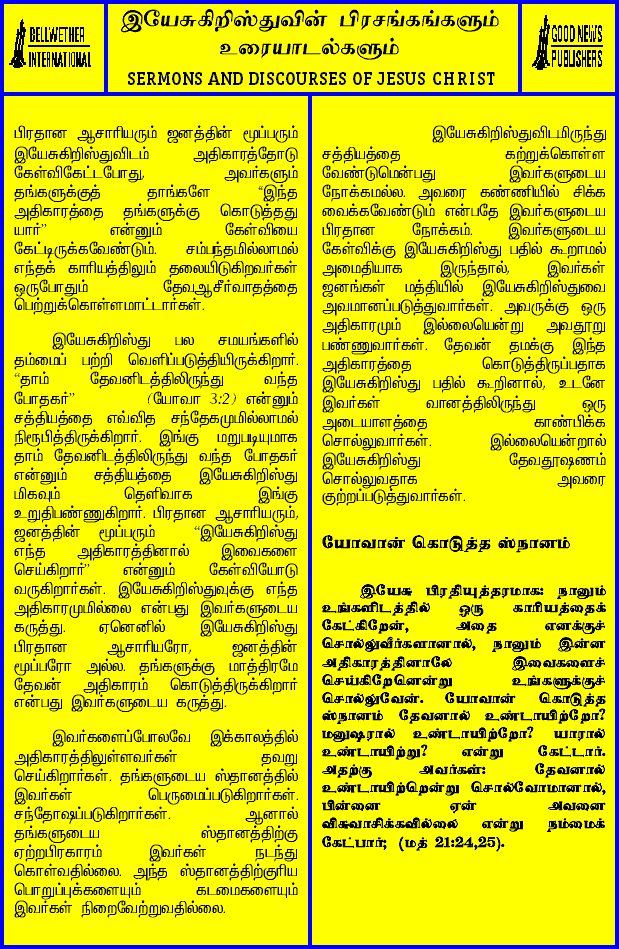 BELLWETHER
INTERNATIONAL
இயேசுகிறிஸ்துவின் பிரசங்கங்களும்
உரையாடல்களும்
SERMONS AND DISCOURSES OF JESUS CHRIST
GOOD NEWS
PUBLISHERS
பிரதான ஆசாரியரும் ஜனத்தின் மூப்பரும்
இயேசுகிறிஸ்துவிடம் அதிகாரத்தோடு
கேள்விகேட்டபோது, அவர்களும்
தங்களுக்குத் தாங்களே “இந்த
அதிகாரத்தை தங்களுக்கு கொடுத்தது
யார்” என்னும் கேள்வியை
கேட்டிருக்கவேண்டும். சம்பந்தமில்லாமல்
எந்தக் காரியத்திலும் தலையிடுகிறவர்கள்
ஒருபோதும் தேவஆசீர்வாதத்தை
பெற்றுக்கொள்ளமாட்டார்கள்.
இயேசுகிறிஸ்து பல சமயங்களில்
தம்மைப் பற்றி வெளிப்படுத்தியிருக்கிறார்.
“தாம் தேவனிடத்திலிருந்து வந்த
போதகர்” (யோவா 3:2) என்னும்
சத்தியத்தை எவ்வித சந்தேகமுமில்லாமல்
நிரூபித்திருக்கிறார். இங்கு மறுபடியுமாக
தாம் தேவனிடத்திலிருந்து வந்த போதகர்
என்னும் சத்தியத்தை இயேசுகிறிஸ்து
மிகவும் தெளிவாக இங்கு
உறுதிபண்ணுகிறார். பிரதான ஆசாரியரும்,
ஜனத்தின் மூப்பரும் “இயேசுகிறிஸ்து
எந்த அதிகாரத்தினால் இவைகளை
செய்கிறார்” என்னும் கேள்வியோடு
வருகிறார்கள். இயேசுகிறிஸ்துவுக்கு எந்த
அதிகாரமுமில்லை என்பது இவர்களுடைய
கருத்து. ஏனெனில் இயேசுகிறிஸ்து
பிரதான ஆசாரியரோ, ஜனத்தின்
மூப்பரோ அல்ல. தங்களுக்கு மாத்திரமே
தேவன் அதிகாரம் கொடுத்திருக்கிறார்
என்பது இவர்களுடைய கருத்து.
இவர்களைப்போலவே இக்காலத்தில்
அதிகாரத்திலுள்ளவர்கள் தவறு
செய்கிறார்கள். தங்களுடைய ஸ்தானத்தில்
இவர்கள் பெருமைப்படுகிறார்கள்.
சந்தோஷப்படுகிறார்கள். ஆனால்
தங்களுடைய ஸ்தானத்திற்கு
ஏற்றபிரகாரம் இவர்கள் நடந்து
கொள்வதில்லை. அந்த ஸ்தானத்திற்குரிய
பொறுப்புக்களையும் கடமைகளையும்
இவர்கள் நிறைவேற்றுவதில்லை.
இயேசுகிறிஸ்துவிடமிருந்து
சத்தியத்தை கற்றுக்கொள்ள
வேண்டுமென்பது இவர்களுடைய
நோக்கமல்ல. அவரை கண்ணியில் சிக்க
வைக்கவேண்டும் என்பதே இவர்களுடைய
பிரதான நோக்கம். இவர்களுடைய
கேள்விக்கு இயேசுகிறிஸ்து பதில் கூறாமல்
அமைதியாக இருந்தால், இவர்கள்
ஜனங்கள் மத்தியில் இயேசுகிறிஸ்துவை
அவமானப்படுத்துவார்கள். அவருக்கு ஒரு
அதிகாரமும் இல்லையென்று அவதூறு
பண்ணுவார்கள். தேவன் தமக்கு இந்த
அதிகாரத்தை கொடுத்திருப்பதாக
இயேசுகிறிஸ்து பதில் கூறினால், உடனே
இவர்கள் வானத்திலிருந்து ஒரு
அடையாளத்தை காண்பிக்க
சொல்லுவார்கள். இல்லையென்றால்
இயேசுகிறிஸ்து தேவதூஷணம்
சொல்லுவதாக அவரை
குற்றப்படுத்துவார்கள்.
யோவான் கொடுத்த ஸ்நானம்
இயேசு பிரதியுத்தரமாக: நானும்
உங்களிடத்தில் ஒரு காரியத்தைக்
கேட்கிறேன், அதை எனக்குச்
சொல்லுவீர்களானால், நானும் இன்ன
அதிகாரத்தினாலே இவைகளைச்
செய்கிறேனென்று உங்களுக்குச்
சொல்லுவேன். யோவான் கொடுத்த
ஸ்நானம் தேவனால் உண்டாயிற்றோ?
மனுஷரால் உண்டாயிற்றோ? யாரால்
உண்டாயிற்று? என்று கேட்டார்.
அதற்கு அவர்கள்: தேவனால்
உண்டாயிற்றென்று சொல்வோமானால்,
பின்னை ஏன் அவனை
விசுவாசிக்கவில்லை என்று நம்மைக்
கேட்பார்; (மத் 21:24,25).